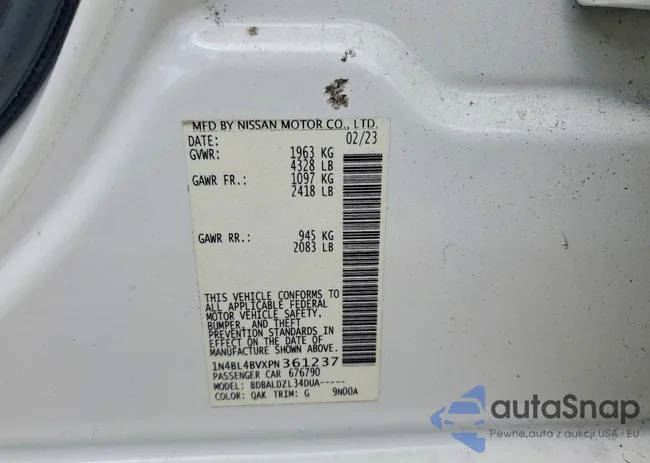 MFD BY NISSAN MOTOR CO., LTD.
DATE: 02/23
GVWR: 1963 KG
4328 LB
GAWR FR.: 1097 KG
2418 LB
GAWR RR.: 945 KG
2083 LB
THIS VEHICLE CONFORMS TO
ALL APPLICABLE FEDERAL
MOTOR VEHICLE SAFETY,
BUMPER, AND THEFT
PREVENTION STANDARDS IN
EFFECT ON THE DATE OF
MANUFACTURE SHOWN ABOVE.
1N4BL4BVXPN361237
PASSENGER CAR 676790
MODEL: BDBALDZL34DUA-----
COLOR: QAK TRIM: G 9N00A
autoSnap
Pewne auto z aukcji USA i EU